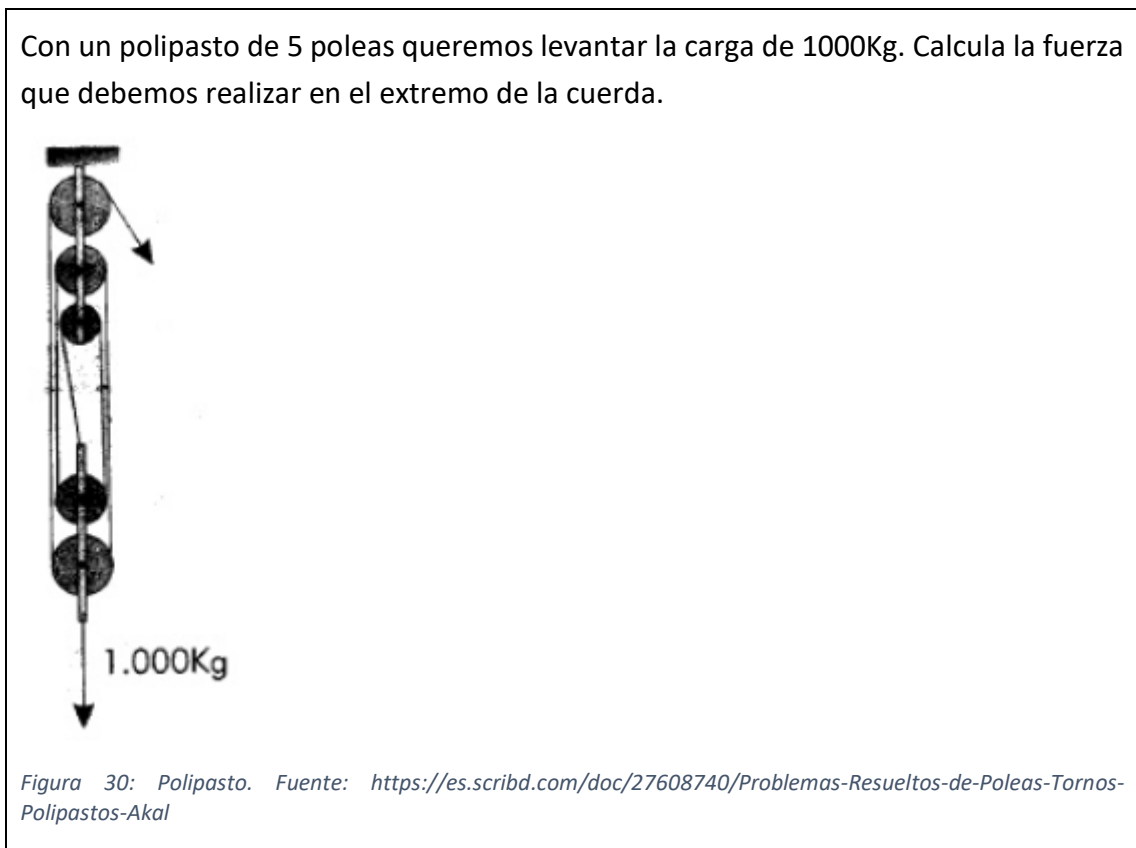 Con un polipasto de 5 poleas queremos levantar la carga de 1000Kg. Calcula la fuerza
que debemos realizar en el extremo de la cuerda.
1.000Kg
Figura 30: Polipasto. Fuente: https://es.scribd.com/doc/27608740/Problemas-Resueltos-de-Poleas-Tornos-
Polipastos-Akal